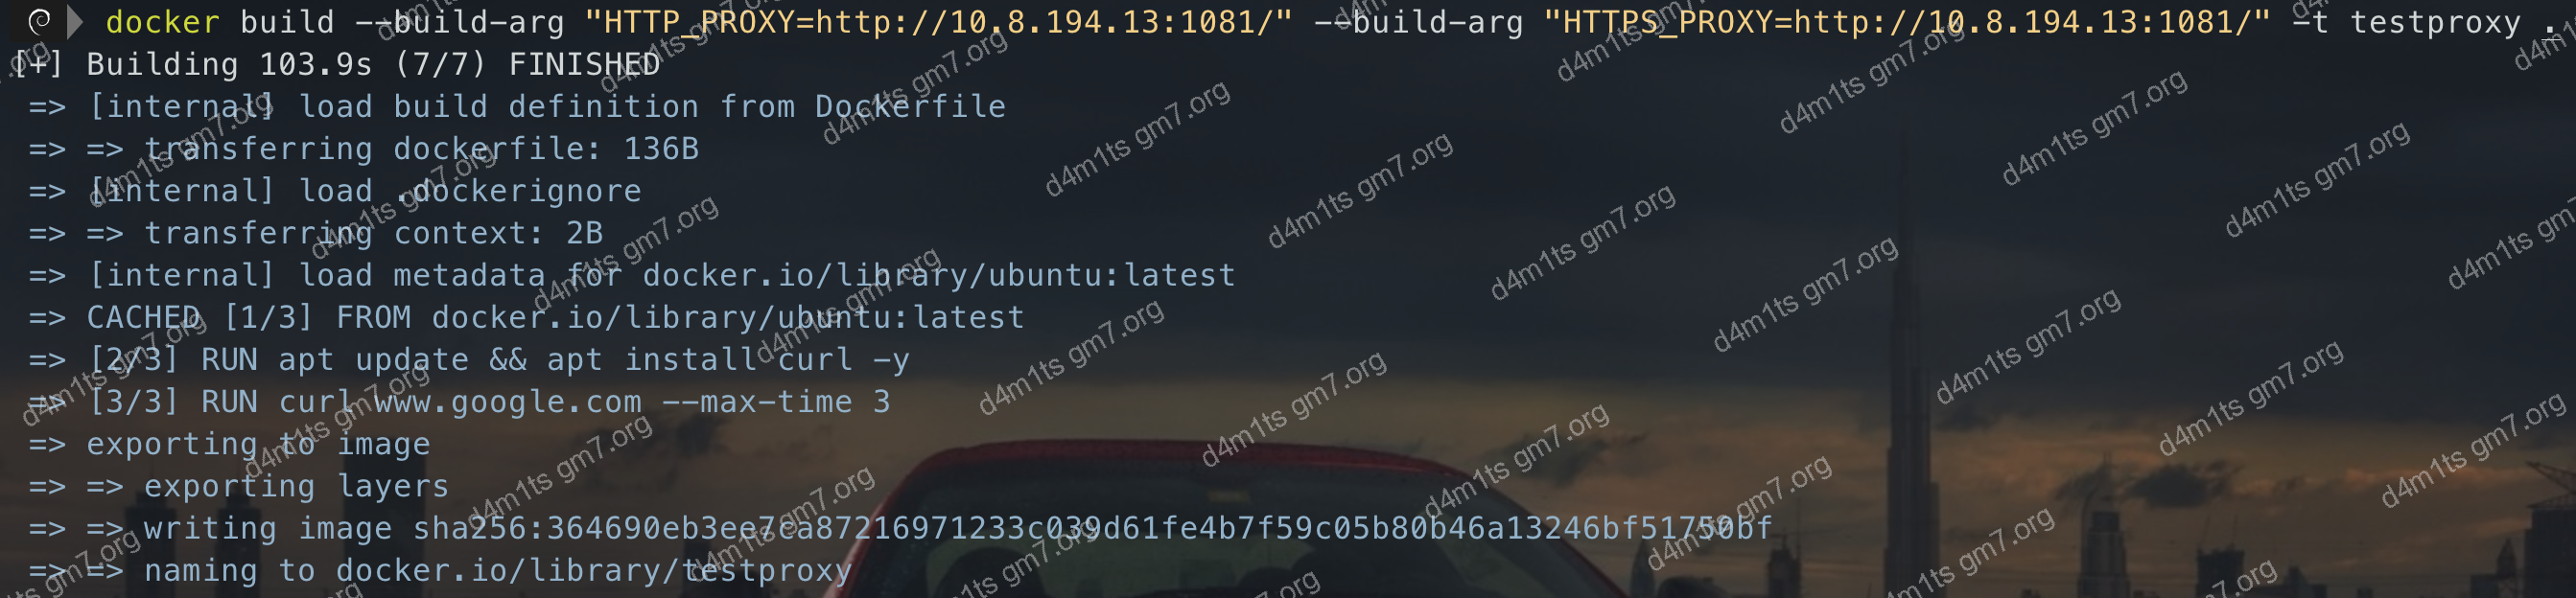 docker build --build-arg "HTTP_PROXY=http://10.8.194.13:1081/" --build-arg "HTTPS_PROXY=http://10.8.194.13:1081/" -t testproxy .
[+] Building 103.9s (7/7) FINISHED
=> [internal] load build definition from Dockerfile
=> => transferring dockerfile: 136B
=> [internal] load .dockerignore
=> => transferring context: 2B
=> [internal] load metadata for docker.io/library/ubuntu:latest
=> CACHED [1/3] FROM docker.io/library/ubuntu:latest
=> [2/3] RUN apt update && apt install curl -y
=> [3/3] RUN curl www.google.com --max-time 3
=> exporting to image
=> => exporting layers
=> => writing image sha256:364690eb3ee78a87216971233c039d61fe4b7f59c05b80b46a13246bf51750bf
=> => naming to docker.io/library/testproxy
d4m1ts gm7.org